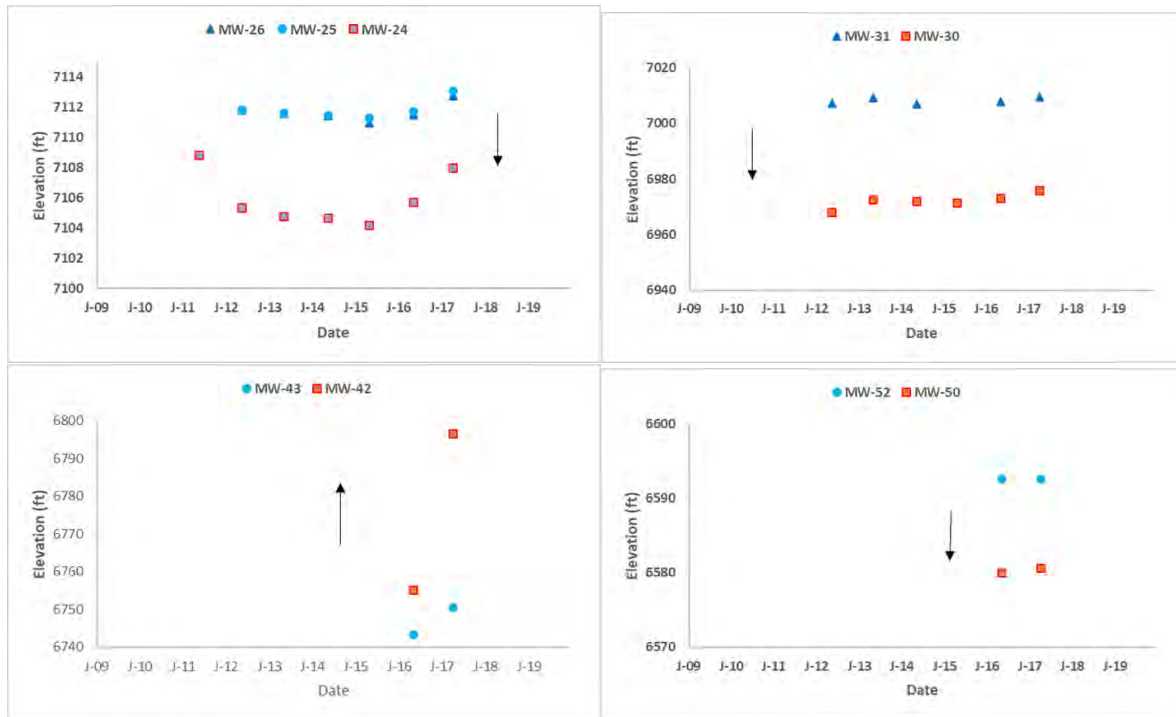 MW-26 MW-25 MW-24
7114
7112
7110
7108
7106
7104
7102
7100
Elevation (ft)
J-09 J-10 J-11 J-12 J-13 J-14 J-15 J-16 J-17 J-18 J-19
Date
MW-31 MW-30
7020
7000
6980
6960
6940
Elevation (ft)
J-09 J-10 J-11 J-12 J-13 J-14 J-15 J-16 J-17 J-18 J-19
Date
MW-43 MW-42
6800
6790
6780
6770
6760
6750
6740
Elevation (ft)
J-09 J-10 J-11 J-12 J-13 J-14 J-15 J-16 J-17 J-18 J-19
Date
MW-52 MW-50
6600
6590
6580
6570
Elevation (ft)
J-09 J-10 J-11 J-12 J-13 J-14 J-15 J-16 J-17 J-18 J-19
Date